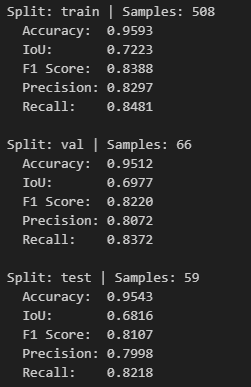 Split: train | Samples: 508
Accuracy: 0.9593
IoU: 0.7223
F1 Score: 0.8388
Precision: 0.8297
Recall: 0.8481
Split: val | Samples: 66
Accuracy: 0.9512
IoU: 0.6977
F1 Score: 0.8220
Precision: 0.8072
Recall: 0.8372
Split: test | Samples: 59
Accuracy: 0.9543
IoU: 0.6816
F1 Score: 0.8107
Precision: 0.7998
Recall: 0.8218